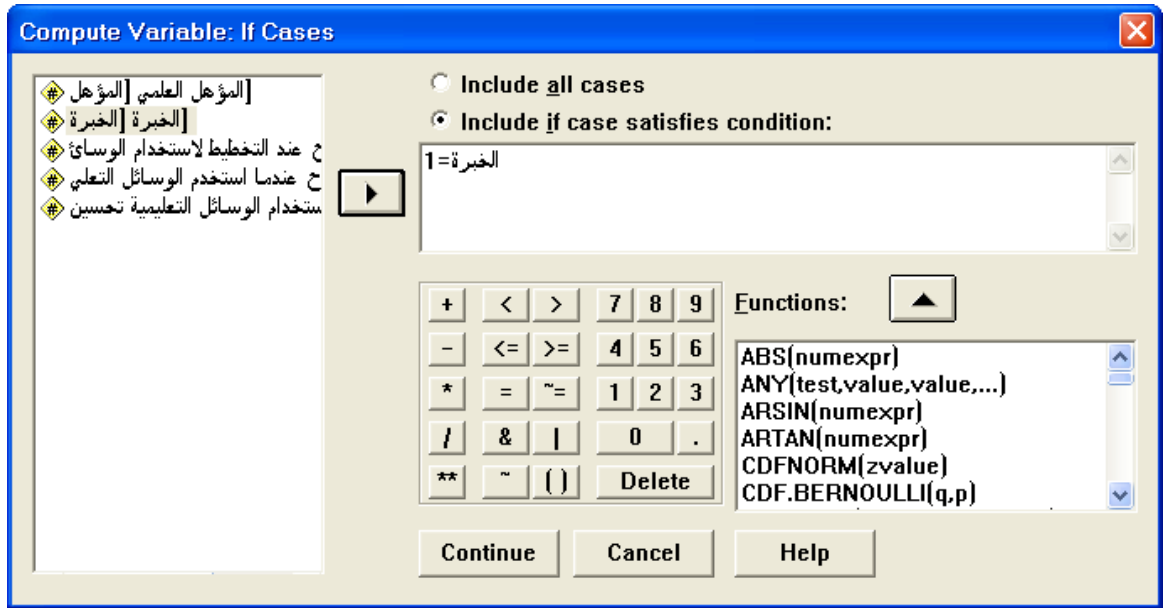 Compute Variable: If Cases
المؤهل العلمي [المؤهل]
الخبرة [الخبرة]
ح عند التخطيط لاستخدام الوسائ
ح عندما استخدم الوسائل التعلي
ستخدام الوسائل التعليمية تحسين
Include all cases
Include if case satisfies condition:
الخبرة=1
+ < > 7 8 9
- <= >= 4 5 6
* = ~= 1 2 3
/ & | 0 .
** ~ ( ) Delete
Functions:
ABS(numexpr)
ANY(test,value,value,...)
ARSIN(numexpr)
ARTAN(numexpr)
CDFNORM(zvalue)
CDF.BERNOULLI(q,p)
Continue Cancel Help